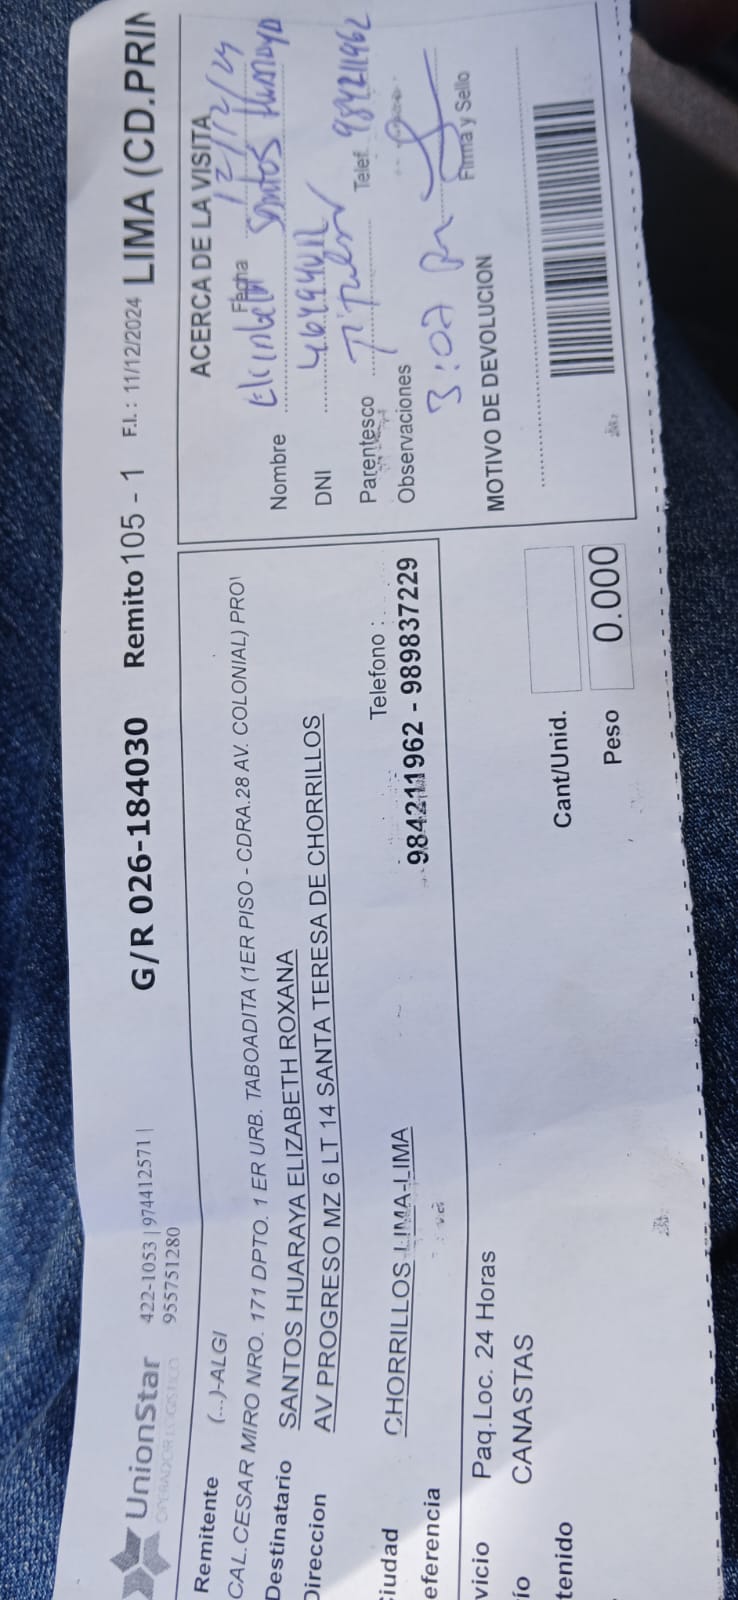 UnionStar
OPERADOR LOGISTICO
422-1053 | 974412571 |
955751280
G/R 026-184030
Remito 105 - 1
F.I. : 11/12/2024
LIMA (CD.PRIN
Remitente (...)-ALGI
CAL.CESAR MIRO NRO. 171 DPTO. 1 ER URB. TABOADITA (1ER PISO - CDRA.28 AV. COLONIAL) PRO
Destinatario SANTOS HUARAYA ELIZABETH ROXANA
Direccion AV PROGRESO MZ 6 LT 14 SANTA TERESA DE CHORRILLOS
Telefono :
iudad CHORRILLOS-LIMA-LIMA
984211962 - 989837229
eferencia
vicio Paq.Loc. 24 Horas
ío CANASTAS
tenido
Cant/Unid.
Peso 0.000
ACERCA DE LA VISITA
Fecha 12/12/24
Nombre Elizabeth Santos Huaraya
DNI
Parentesco Titular Telef 984211962
Observaciones
3:07 pm
Firma y Sello
MOTIVO DE DEVOLUCION